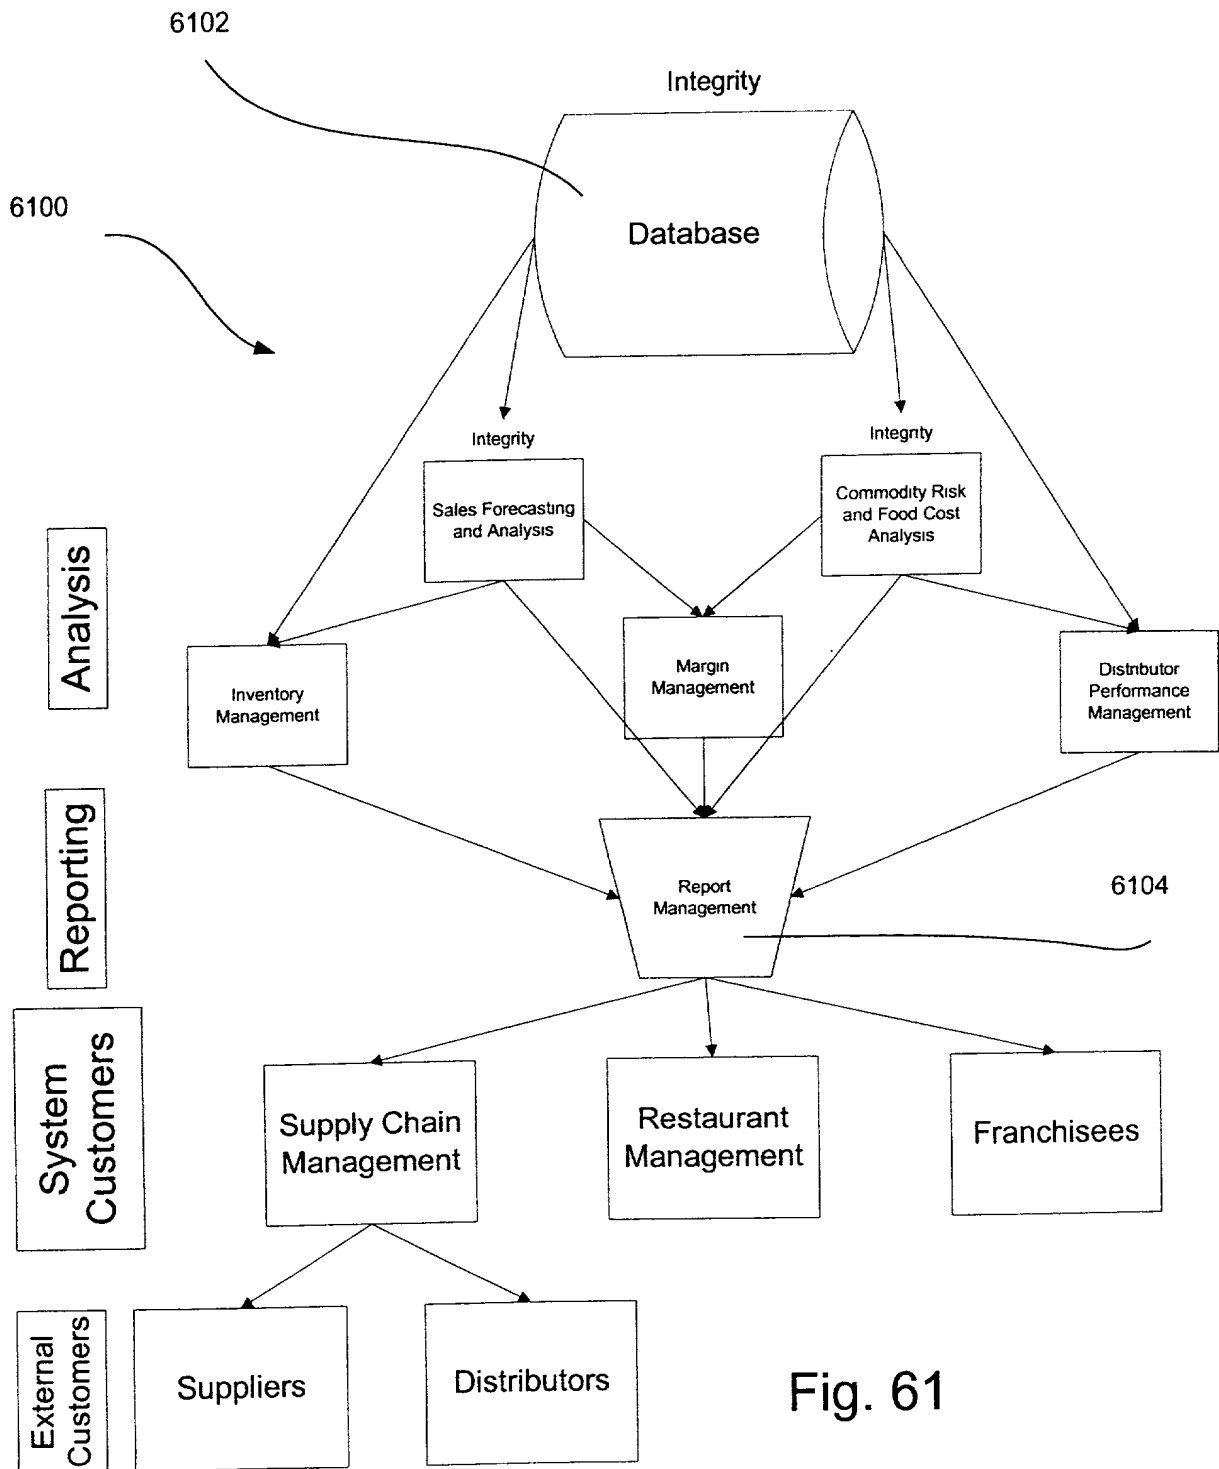 6102
Integrity
6100
Database
Integrity
Integrity
Sales Forecasting
and Analysis
Commodity Risk
and Food Cost
Analysis
Analysis
Inventory
Management
Margin
Management
Distributor
Performance
Management
Reporting
Report
Management
6104
System
Customers
Supply Chain
Management
Restaurant
Management
Franchisees
External
Customers
Suppliers
Distributors
Fig. 61